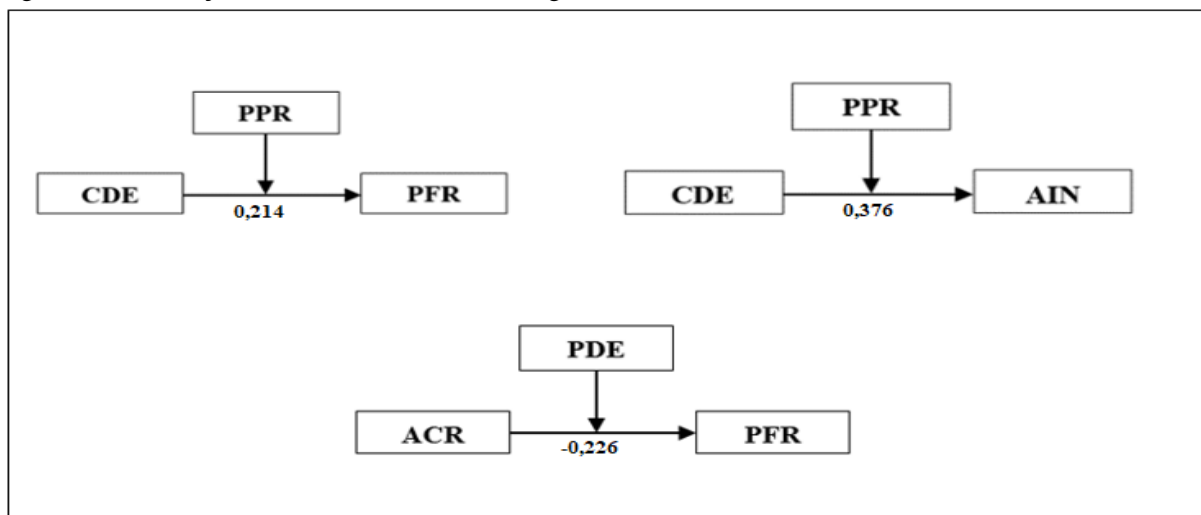 PPR
CDE
PFR
0,214
PPR
CDE
AIN
0,376
PDE
ACR
PFR
-0,226